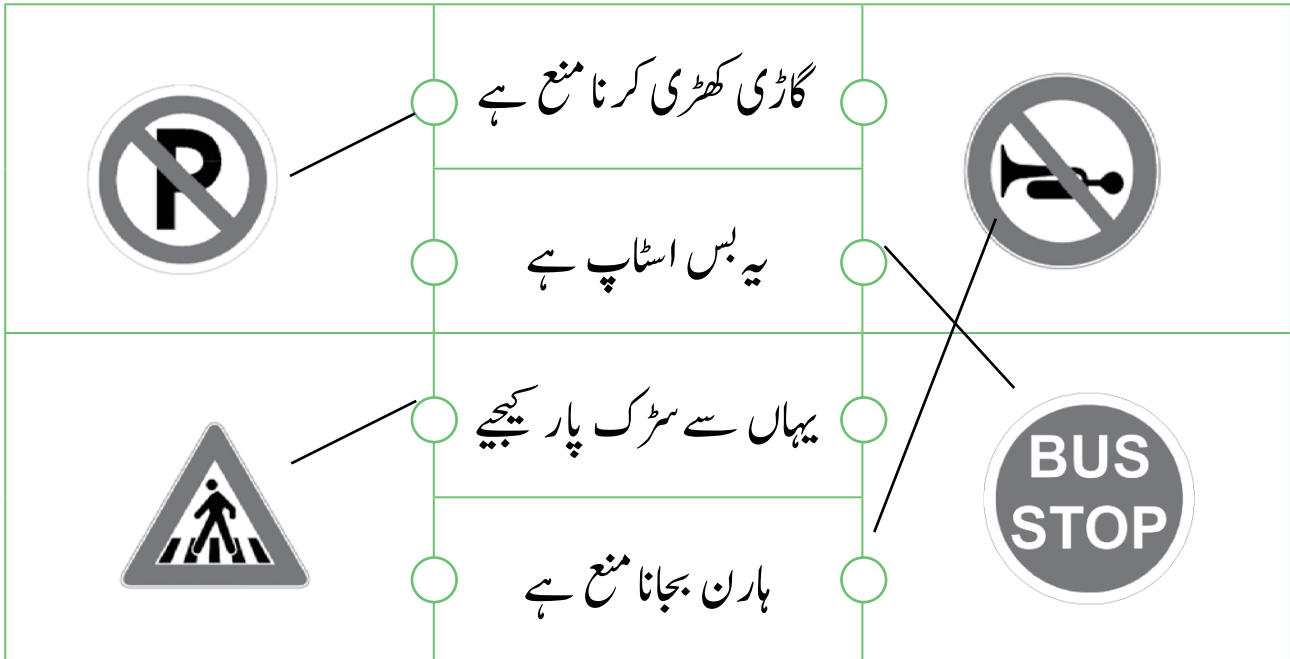 گاڑی کھڑی کرنا منع ہے
P
یہ بس اسٹاپ ہے
یہاں سے سڑک پار کیجیے
BUS
STOP
ہارن بجانا منع ہے